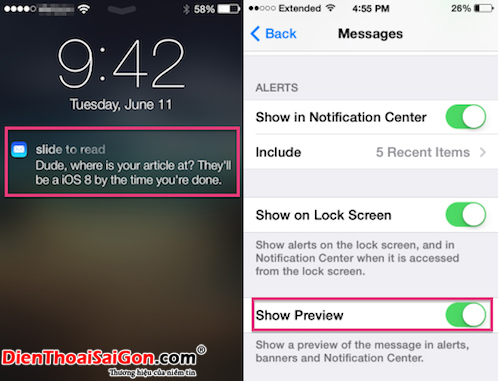 58%
9:42
Tuesday, June 11
slide to read
Dude, where is your article at? They'll
be a iOS 8 by the time you're done.
DienThoaiSaiGon.com®
Thương hiệu của niềm tin
Extended 4:55 PM 26%
Back Messages
ALERTS
Show in Notification Center
Include 5 Recent Items
Show on Lock Screen
Show alerts on the lock screen, and in
Notification Center when it is accessed
from the lock screen.
Show Preview
Show a preview of the message in alerts,
banners and Notification Center.